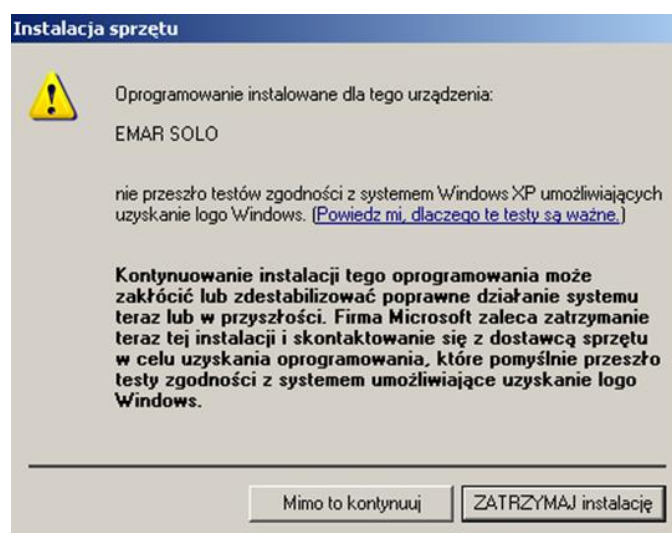 Instalacja sprzętu
Oprogramowanie instalowane dla tego urządzenia:
EMAR SOLO
nie przeszło testów zgodności z systemem Windows XP umożliwiających
uzyskanie logo Windows. (Powiedz mi, dlaczego te testy są ważne.)
Kontynuowanie instalacji tego oprogramowania może
zakłócić lub zdestabilizować poprawne działanie systemu
teraz lub w przyszłości. Firma Microsoft zaleca zatrzymanie
teraz tej instalacji i skontaktowanie się z dostawcą sprzętu
w celu uzyskania oprogramowania, które pomyślnie przeszło
testy zgodności z systemem umożliwiające uzyskanie logo
Windows.
Mimo to kontynuuj
ZATRZYMAJ instalację